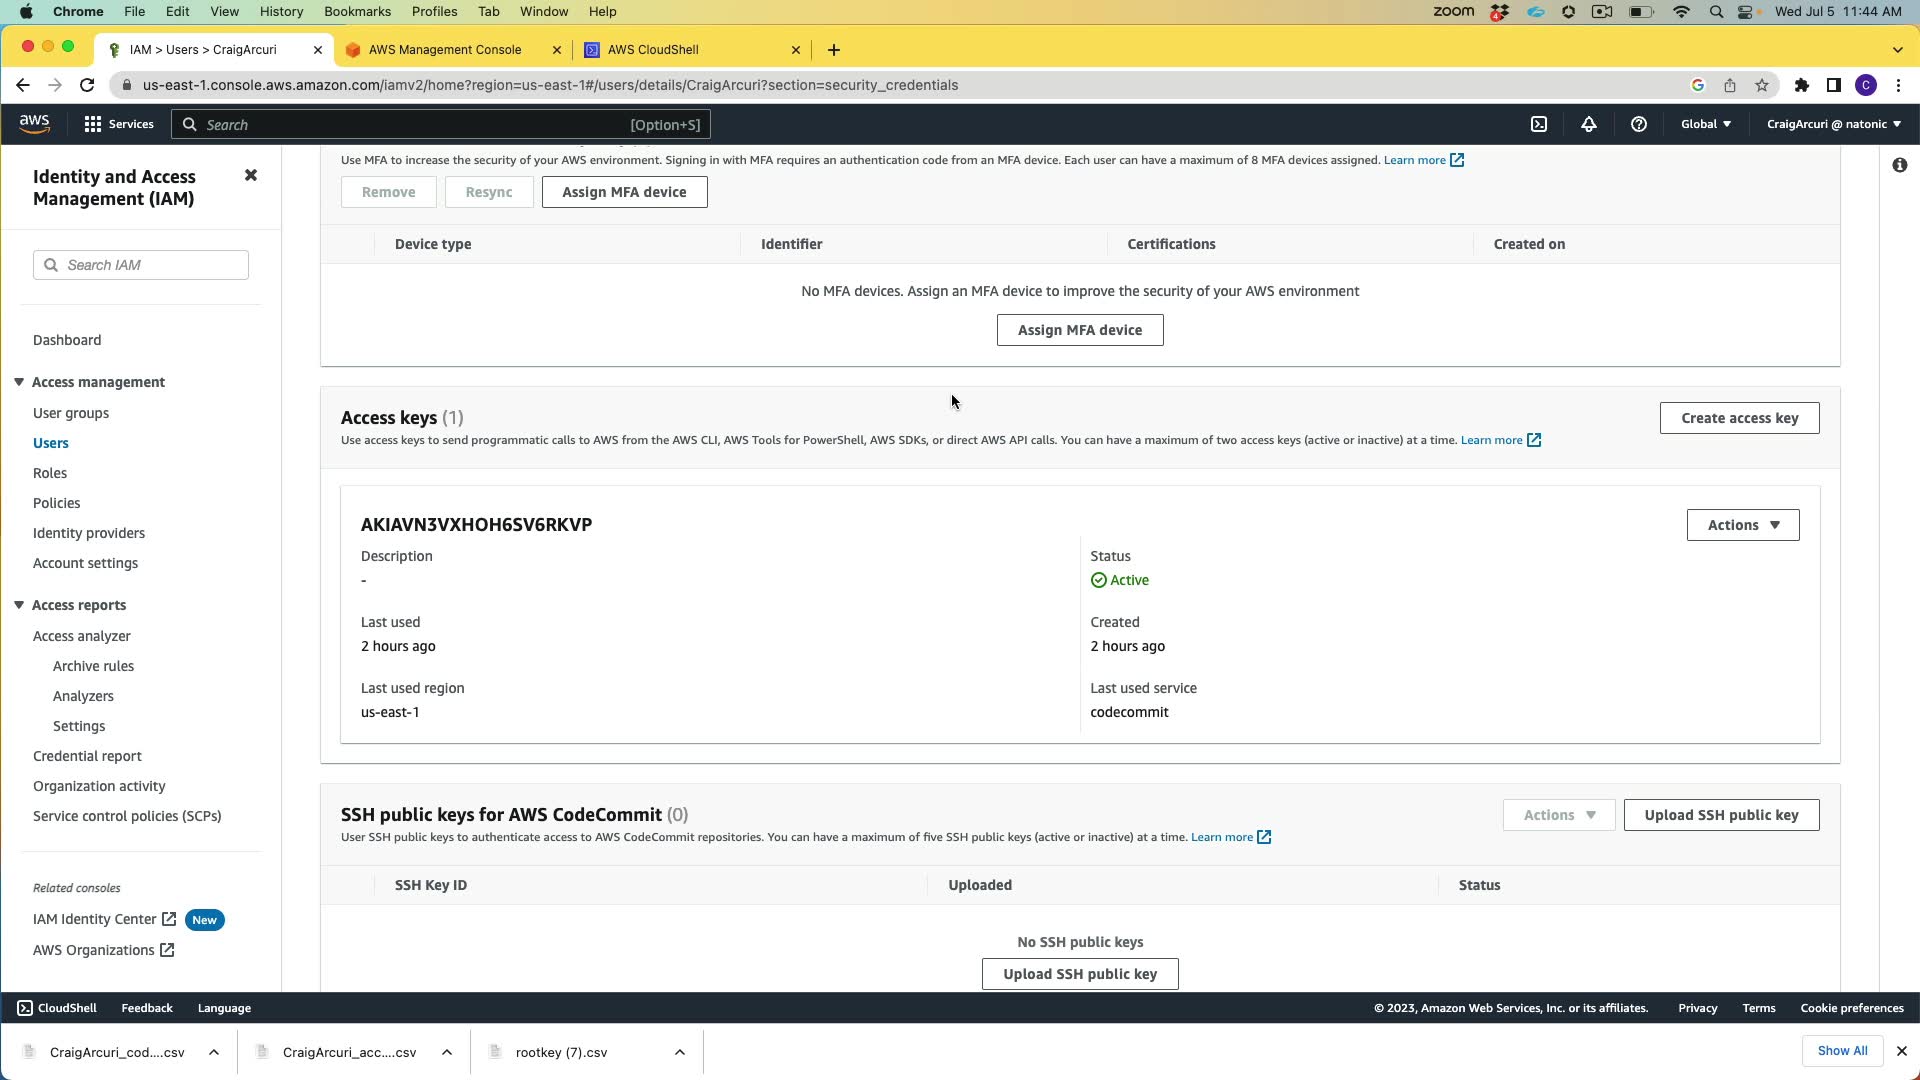 Chrome File Edit View History Bookmarks Profiles Tab Window Help zoom 4 Wed Jul 5 11:44 AM
IAM > Users > CraigArcuri AWS Management Console AWS CloudShell
us-east-1.console.aws.amazon.com/iamv2/home?region=us-east-1#/users/details/CraigArcuri?section=security_credentials C
aws Services Search [Option+S] Global CraigArcuri @ natonic
Identity and Access
Management (IAM)
Search IAM
Dashboard
Access management
User groups
Users
Roles
Policies
Identity providers
Account settings
Access reports
Access analyzer
Archive rules
Analyzers
Settings
Credential report
Organization activity
Service control policies (SCPs)
Related consoles
IAM Identity Center New
AWS Organizations
Use MFA to increase the security of your AWS environment. Signing in with MFA requires an authentication code from an MFA device. Each user can have a maximum of 8 MFA devices assigned. Learn more
Remove Resync Assign MFA device
Device type Identifier Certifications Created on
No MFA devices. Assign an MFA device to improve the security of your AWS environment
Assign MFA device
Access keys (1) Create access key
Use access keys to send programmatic calls to AWS from the AWS CLI, AWS Tools for PowerShell, AWS SDKs, or direct AWS API calls. You can have a maximum of two access keys (active or inactive) at a time. Learn more
AKIAVN3VXHOH6SV6RKVP Actions
Description Status
- Active
Last used Created
2 hours ago 2 hours ago
Last used region Last used service
us-east-1 codecommit
SSH public keys for AWS CodeCommit (0) Actions Upload SSH public key
User SSH public keys to authenticate access to AWS CodeCommit repositories. You can have a maximum of five SSH public keys (active or inactive) at a time. Learn more
SSH Key ID Uploaded Status
No SSH public keys
Upload SSH public key
CloudShell Feedback Language © 2023, Amazon Web Services, Inc. or its affiliates. Privacy Terms Cookie preferences
CraigArcuri_cod....csv CraigArcuri_acc....csv rootkey (7).csv Show All